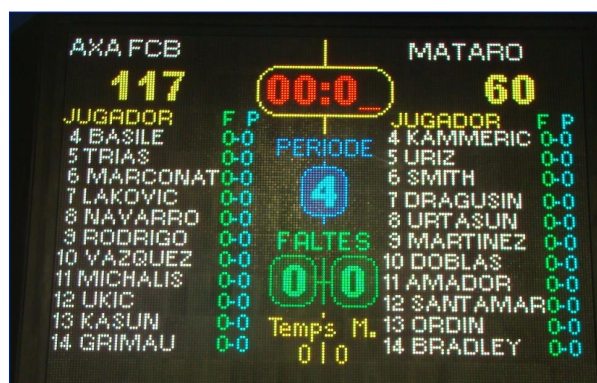 AXA FCB
MATARO
117
00:0_
60
JUGADOR F P
4 BASILE 0-0
5 TRIAS 0-0
6 MARCONAT 0-0
7 LAKOVIC 0-0
8 NAVARRO 0-0
9 RODRIGO 0-0
10 VAZQUEZ 0-0
11 MICHALIS 0-0
12 UKIC 0-0
13 KASUN 0-0
14 GRIMAU 0-0
PERIODE
4
FALTES
0 0
Temp's M.
0|0
JUGADOR F P
4 KAMMERIC 0-0
5 URIZ 0-0
6 SMITH 0-0
7 DRAGUSIN 0-0
8 URTASUN 0-0
9 MARTINEZ 0-0
10 DOBLAS 0-0
11 AMADOR 0-0
12 SANTAMAR 0-0
13 ORDIN 0-0
14 BRADLEY 0-0